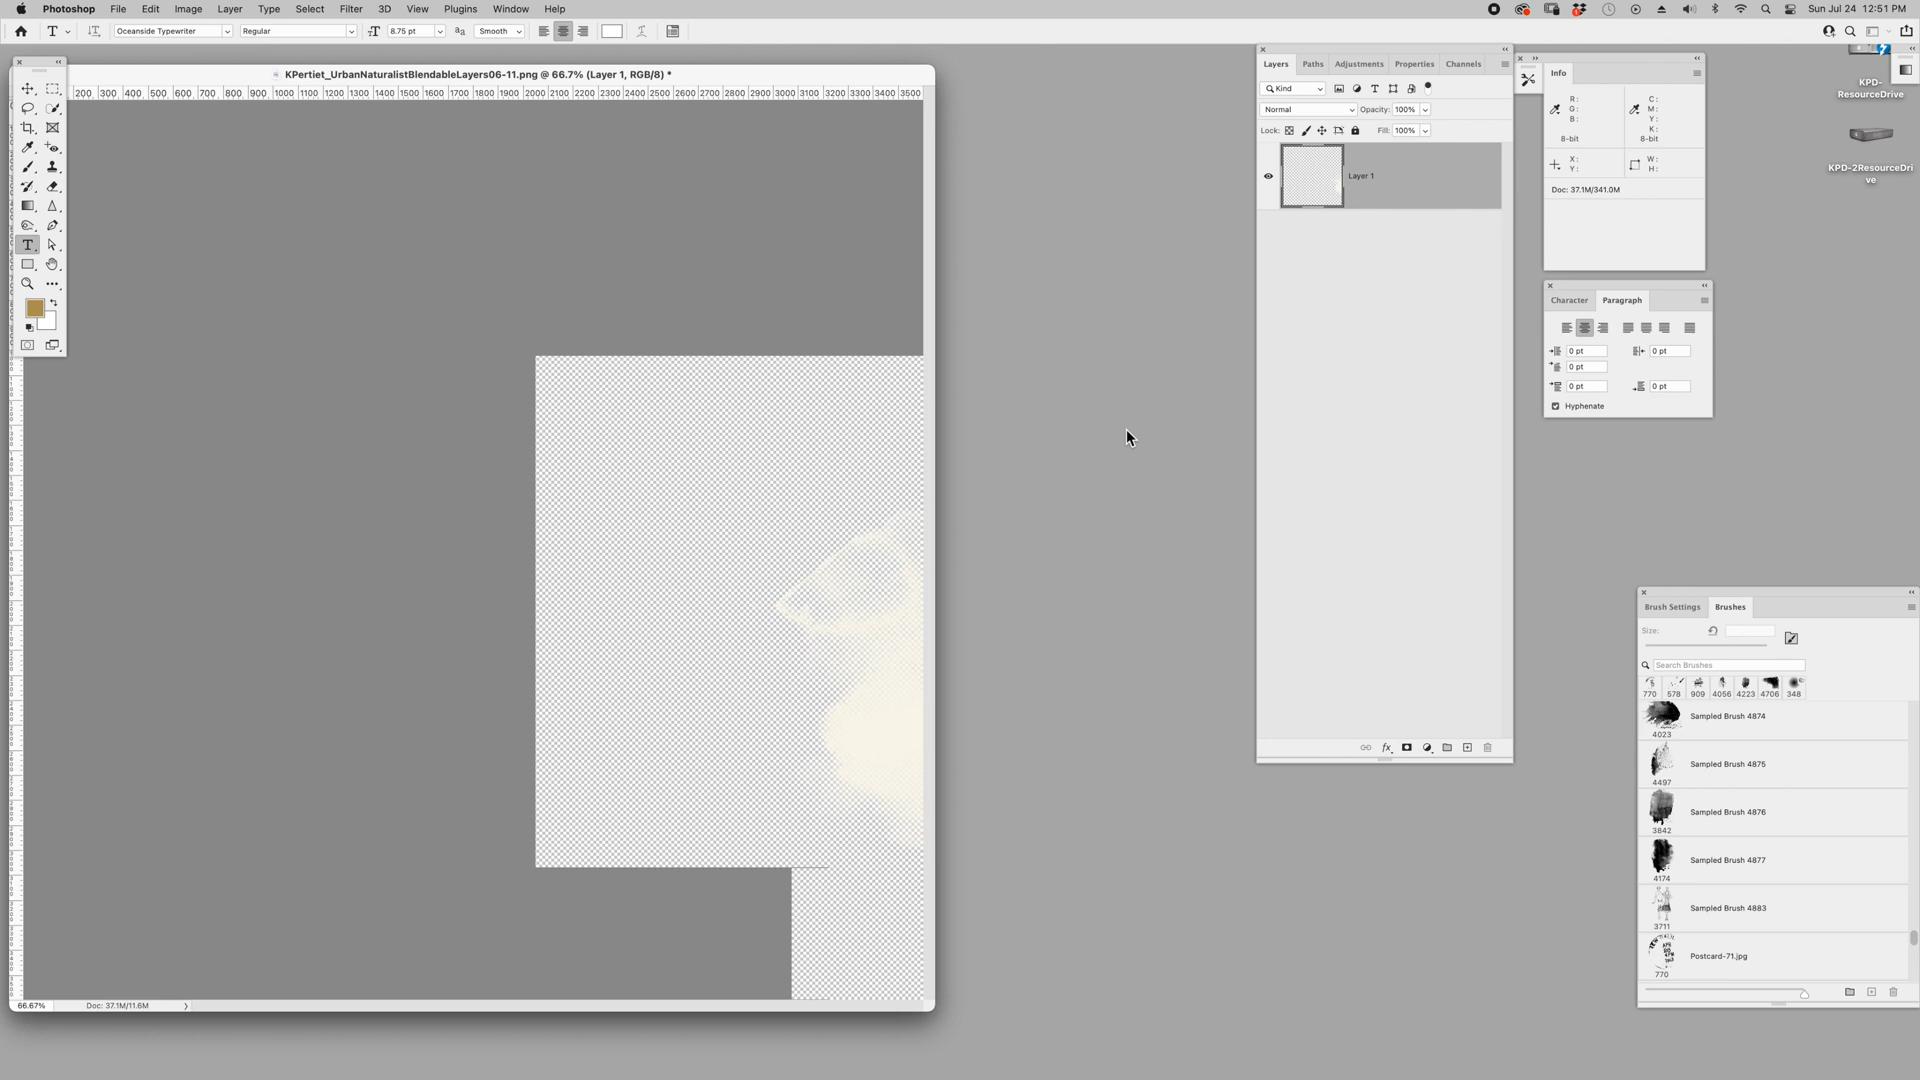 Photoshop File Edit Image Layer Type Select Filter 3D View Plugins Window Help
Sun Jul 24 12:51 PM
T Oceanside Typewriter Regular 8.75 pt Smooth
KPertiet_UrbanNaturalistBlendableLayers06-11.png @ 66.7% (Layer 1, RGB/8) *
200 300 400 500 600 700 800 900 1000 1100 1200 1300 1400 1500 1600 1700 1800 1900 2000 2100 2200 2300 2400 2500 2600 2700 2800 2900 3000 3100 3200 3300 3400 3500
66.67% Doc: 37.1M/11.6M
Layers Paths Adjustments Properties Channels
Kind
Normal Opacity: 100%
Lock: Fill: 100%
Layer 1
fx
Info
R:
G:
B:
8-bit
C:
M:
Y:
K:
8-bit
X:
Y:
W:
H:
Doc: 37.1M/341.0M
Character Paragraph
0 pt 0 pt
0 pt
0 pt 0 pt
Hyphenate
KPD-
ResourceDrive
KPD-2ResourceDri
ve
Brush Settings Brushes
Size:
Search Brushes
770 578 909 4056 4223 4706 348
Sampled Brush 4874
4023
Sampled Brush 4875
4497
Sampled Brush 4876
3842
Sampled Brush 4877
4174
Sampled Brush 4883
3711
Postcard-71.jpg
770